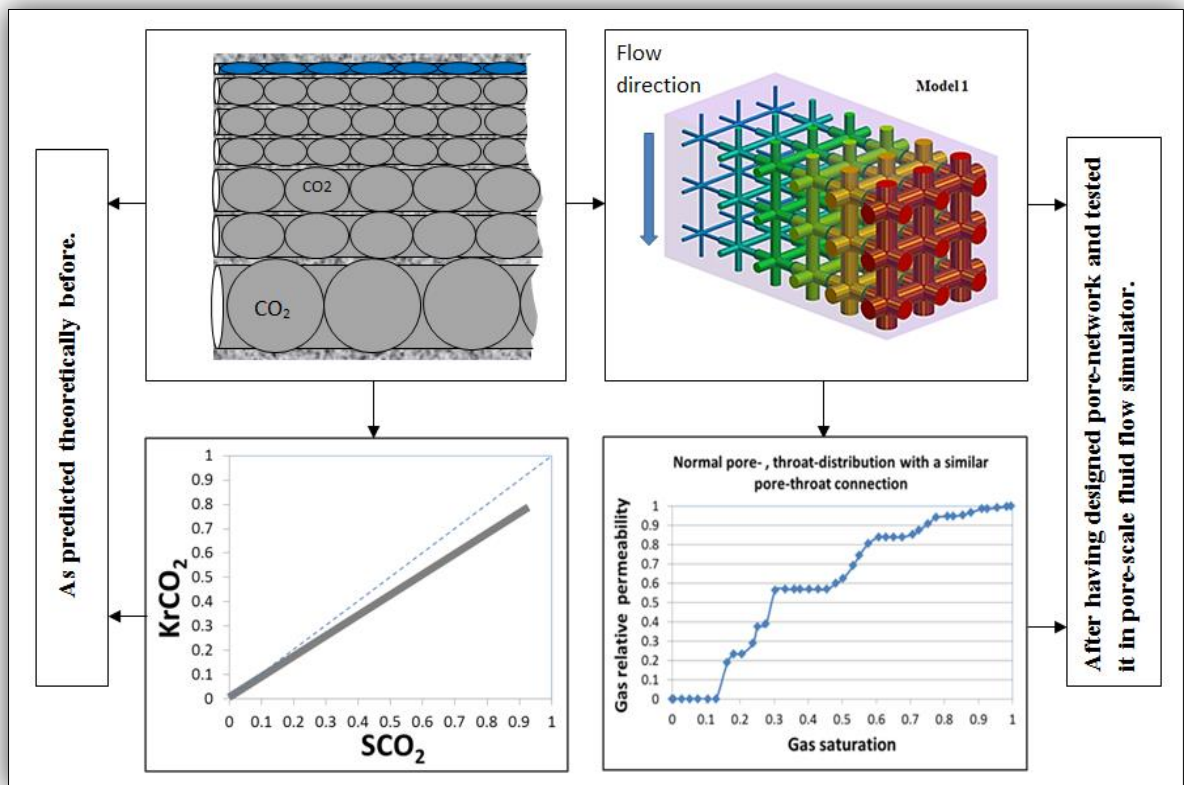 As predicted theoretically before.
CO2
CO₂
Flow
direction
Model 1
After having designed pore-network and tested
it in pore-scale fluid flow simulator.
KrCO₂
1
0.9
0.8
0.7
0.6
0.5
0.4
0.3
0.2
0.1
0
0 0.1 0.2 0.3 0.4 0.5 0.6 0.7 0.8 0.9 1
SCO₂
Normal pore- , throat-distribution with a similar
pore-throat connection
Gas relative permeability
1
0.9
0.8
0.7
0.6
0.5
0.4
0.3
0.2
0.1
0
0 0.1 0.2 0.3 0.4 0.5 0.6 0.7 0.8 0.9 1
Gas saturation